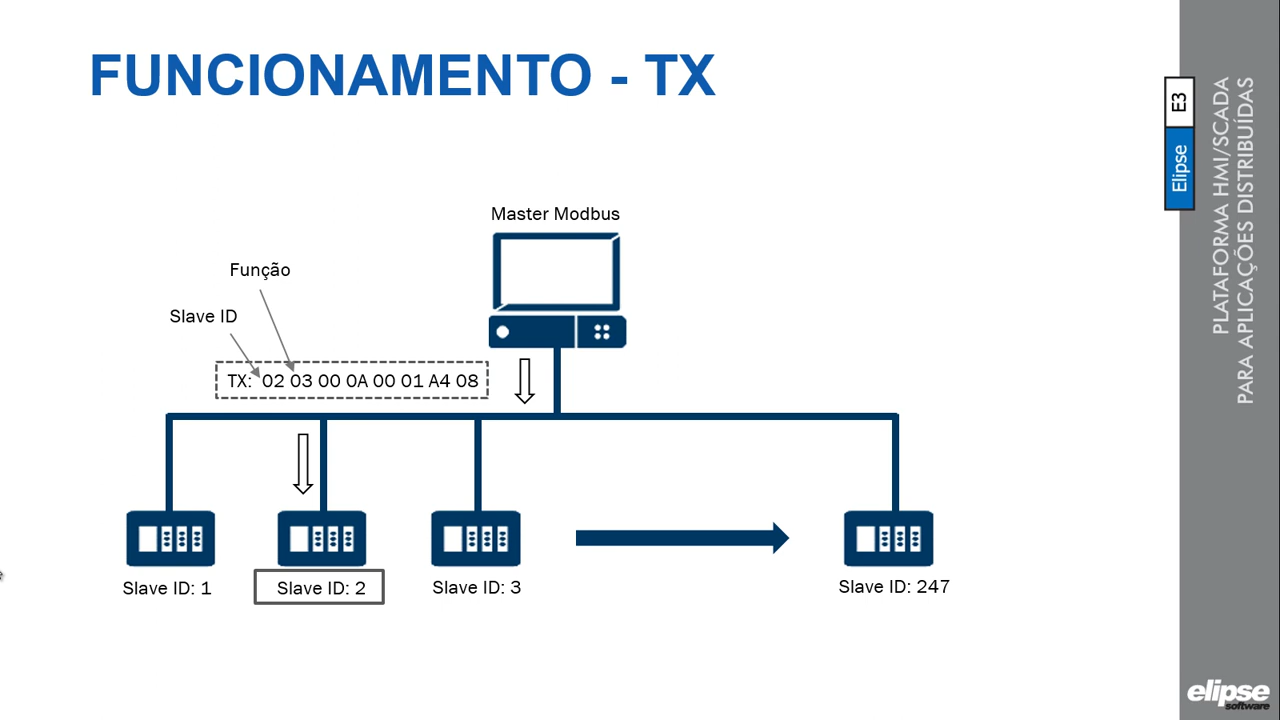 FUNCIONAMENTO - TX
Master Modbus
Função
Slave ID
TX: 02 03 00 0A 00 01 A4 08
Slave ID: 1
Slave ID: 2
Slave ID: 3
Slave ID: 247
Elipse E3
PLATAFORMA HMI/SCADA
PARA APLICAÇÕES DISTRIBUÍDAS
elipse
software